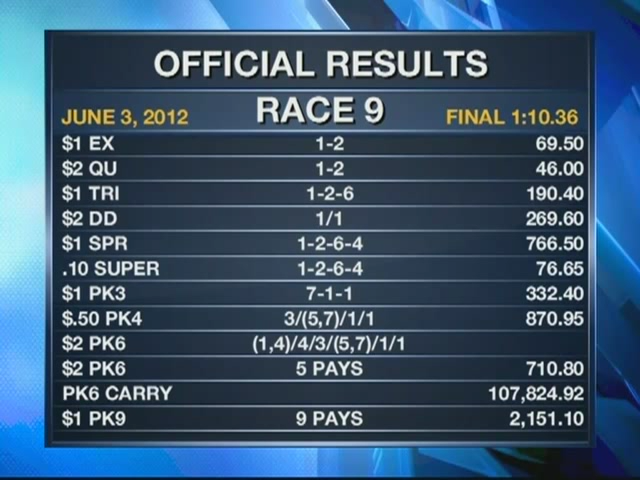 OFFICIAL RESULTS
JUNE 3, 2012 RACE 9 FINAL 1:10.36
$1 EX 1-2 69.50
$2 QU 1-2 46.00
$1 TRI 1-2-6 190.40
$2 DD 1/1 269.60
$1 SPR 1-2-6-4 766.50
.10 SUPER 1-2-6-4 76.65
$1 PK3 7-1-1 332.40
$.50 PK4 3/(5,7)/1/1 870.95
$2 PK6 (1,4)/4/3/(5,7)/1/1
$2 PK6 5 PAYS 710.80
PK6 CARRY 107,824.92
$1 PK9 9 PAYS 2,151.10